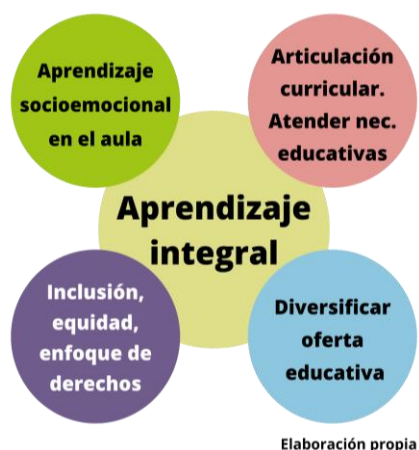 Aprendizaje
socioemocional
en el aula
Articulación
curricular.
Atender nec.
educativas
Aprendizaje
integral
Inclusión,
equidad,
enfoque de
derechos
Diversificar
oferta
educativa
Elaboración propia